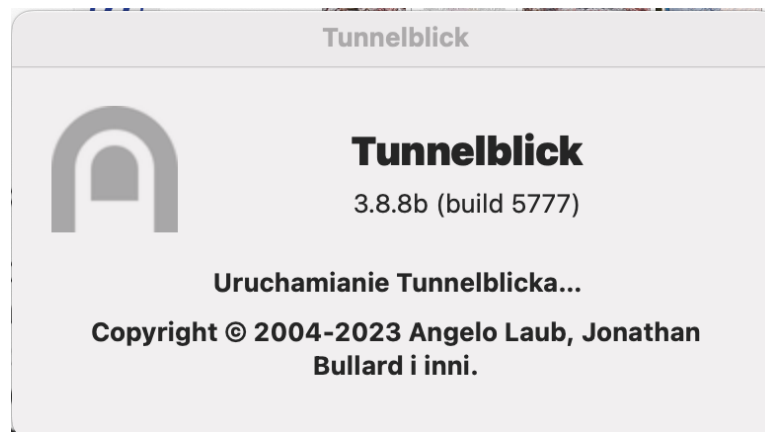 Tunnelblick
Tunnelblick
3.8.8b (build 5777)
Uruchamianie Tunnelblicka...
Copyright © 2004-2023 Angelo Laub, Jonathan
Bullard i inni.